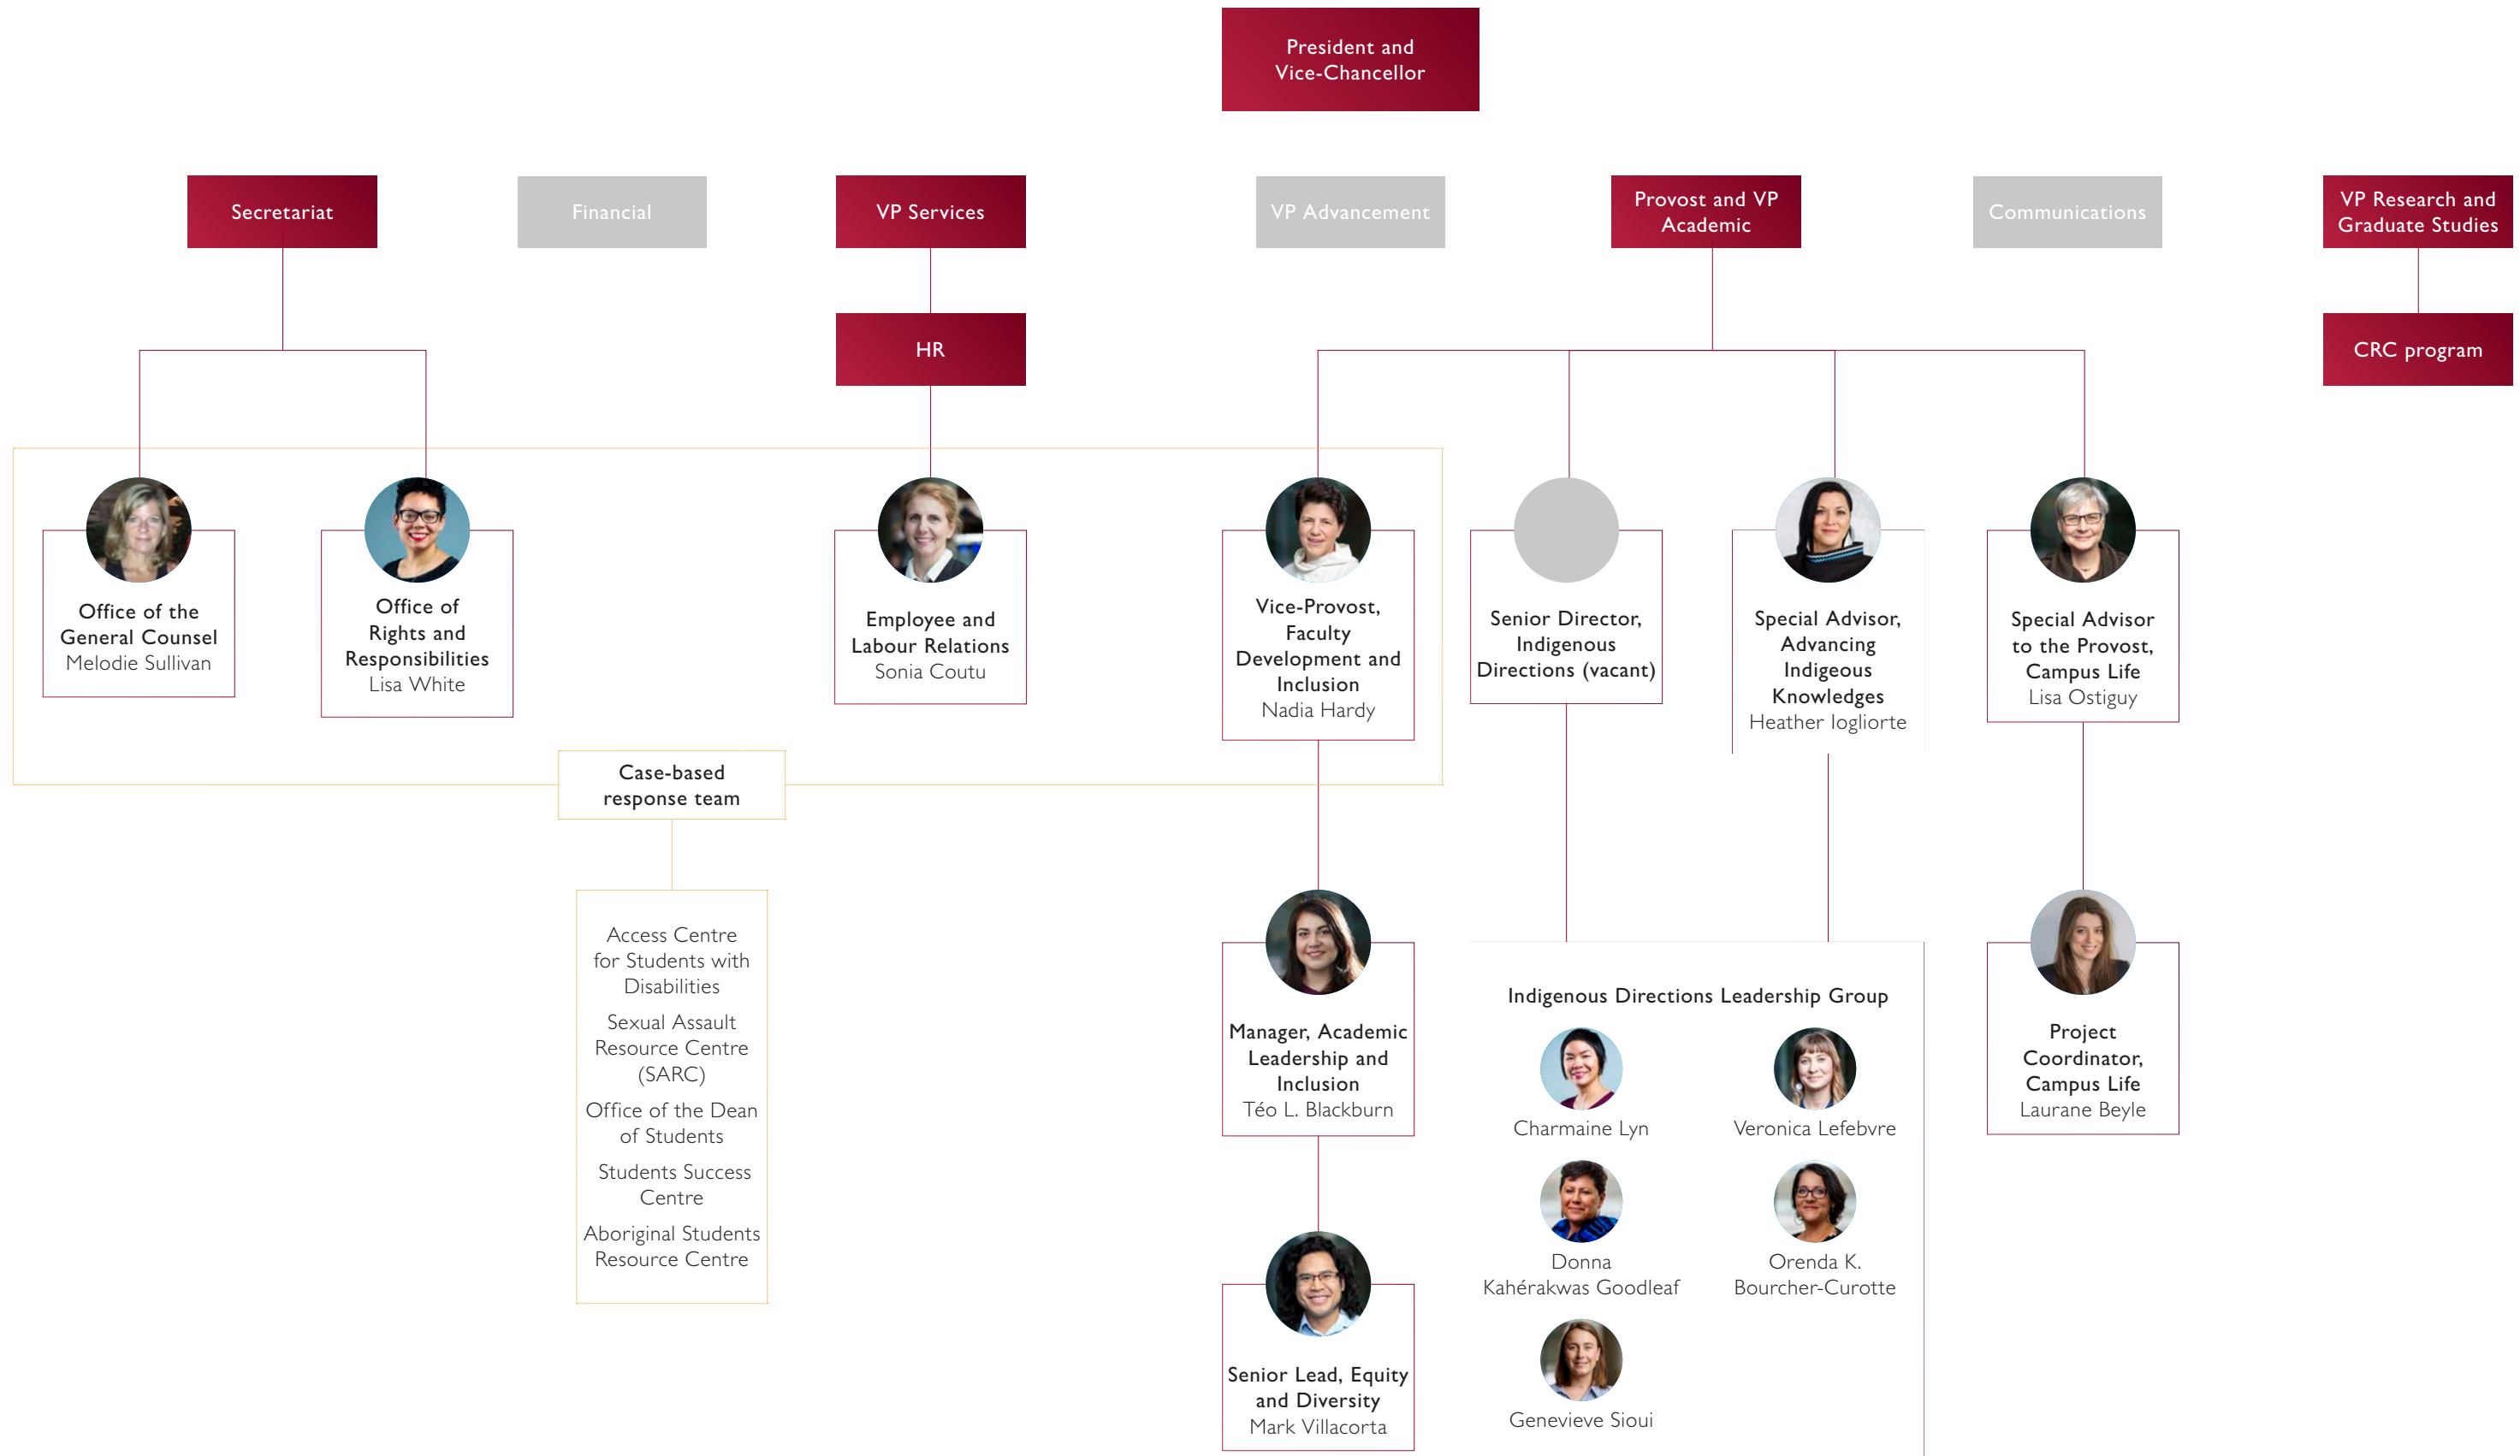 President and
Vice-Chancellor
Secretariat
Financial
VP Services
VP Advancement
Provost and VP
Academic
Communications
VP Research and
Graduate Studies
HR
CRC program
Office of the
General Counsel
Melodie Sullivan
Office of
Rights and
Responsibilities
Lisa White
Employee and
Labour Relations
Sonia Coutu
Vice-Provost,
Faculty
Development and
Inclusion
Nadia Hardy
Senior Director,
Indigenous
Directions (vacant)
Special Advisor,
Advancing
Indigeous
Knowledges
Heather Iogliorte
Special Advisor
to the Provost,
Campus Life
Lisa Ostiguy
Case-based
response team
Access Centre
for Students with
Disabilities
Sexual Assault
Resource Centre
(SARC)
Office of the Dean
of Students
Students Success
Centre
Aboriginal Students
Resource Centre
Manager, Academic
Leadership and
Inclusion
Téo L. Blackburn
Senior Lead, Equity
and Diversity
Mark Villacorta
Indigenous Directions Leadership Group
Charmaine Lyn
Veronica Lefebvre
Donna
Kahérakwas Goodleaf
Orenda K.
Bourcher-Curotte
Genevieve Sioui
Project
Coordinator,
Campus Life
Laurane Beyle